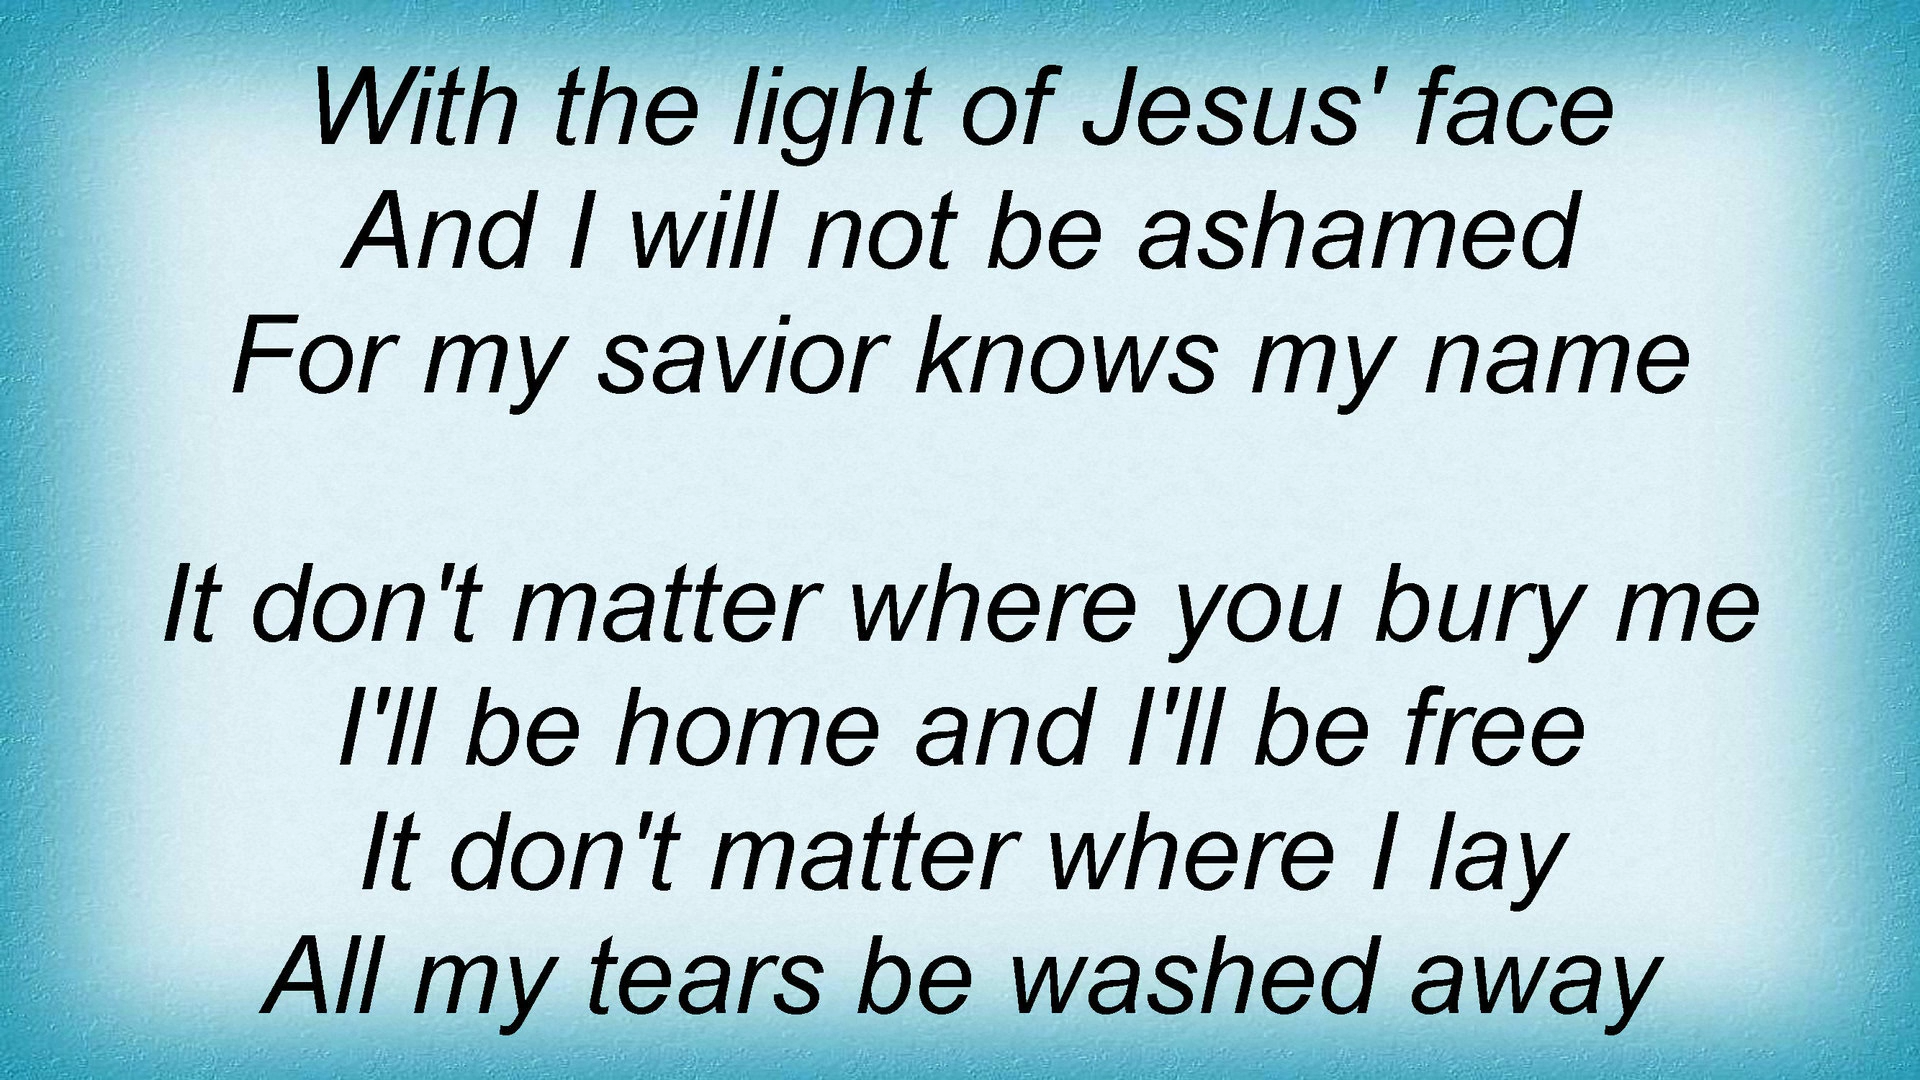 With the light of Jesus' face
And I will not be ashamed
For my savior knows my name
It don't matter where you bury me
I'll be home and I'll be free
It don't matter where I lay
All my tears be washed away